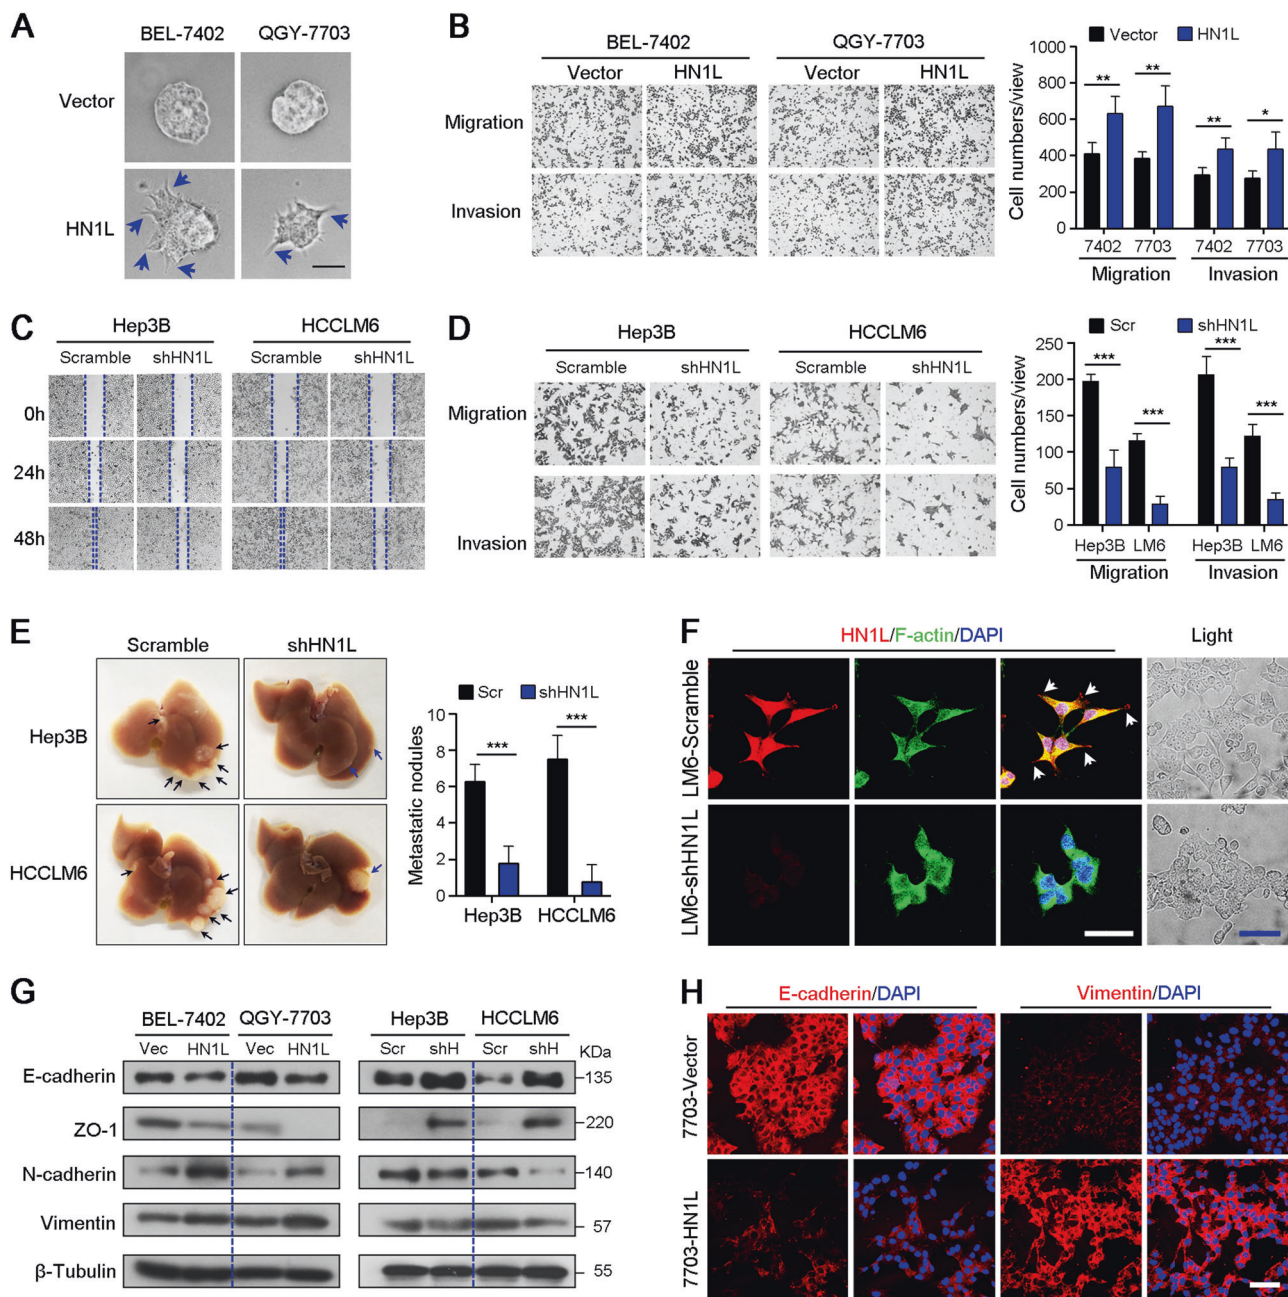 A
BEL-7402 QGY-7703
Vector
HN1L
B
BEL-7402 QGY-7703
Vector HN1L Vector HN1L
Migration
Invasion
Vector HN1L
Cell numbers/view
1000
800
600
400
200
0
** ** ** *
7402 7703 7402 7703
Migration Invasion
C
Hep3B HCCLM6
Scramble shHN1L Scramble shHN1L
0h
24h
48h
D
Hep3B HCCLM6
Scramble shHN1L Scramble shHN1L
Migration
Invasion
Scr shHN1L
Cell numbers/view
250
200
150
100
50
0
*** *** *** ***
Hep3B LM6 Hep3B LM6
Migration Invasion
E
Scramble shHN1L
Hep3B
HCCLM6
Scr shHN1L
Metastatic nodules
10
8
6
4
2
0
*** ***
Hep3B HCCLM6
F
HN1L/F-actin/DAPI Light
LM6-Scramble
LM6-shHN1L
G
BEL-7402 QGY-7703 Hep3B HCCLM6
Vec HN1L Vec HN1L Scr shH Scr shH KDa
E-cadherin 135
ZO-1 220
N-cadherin 140
Vimentin 57
β-Tubulin 55
H
E-cadherin/DAPI Vimentin/DAPI
7703-Vector
7703-HN1L